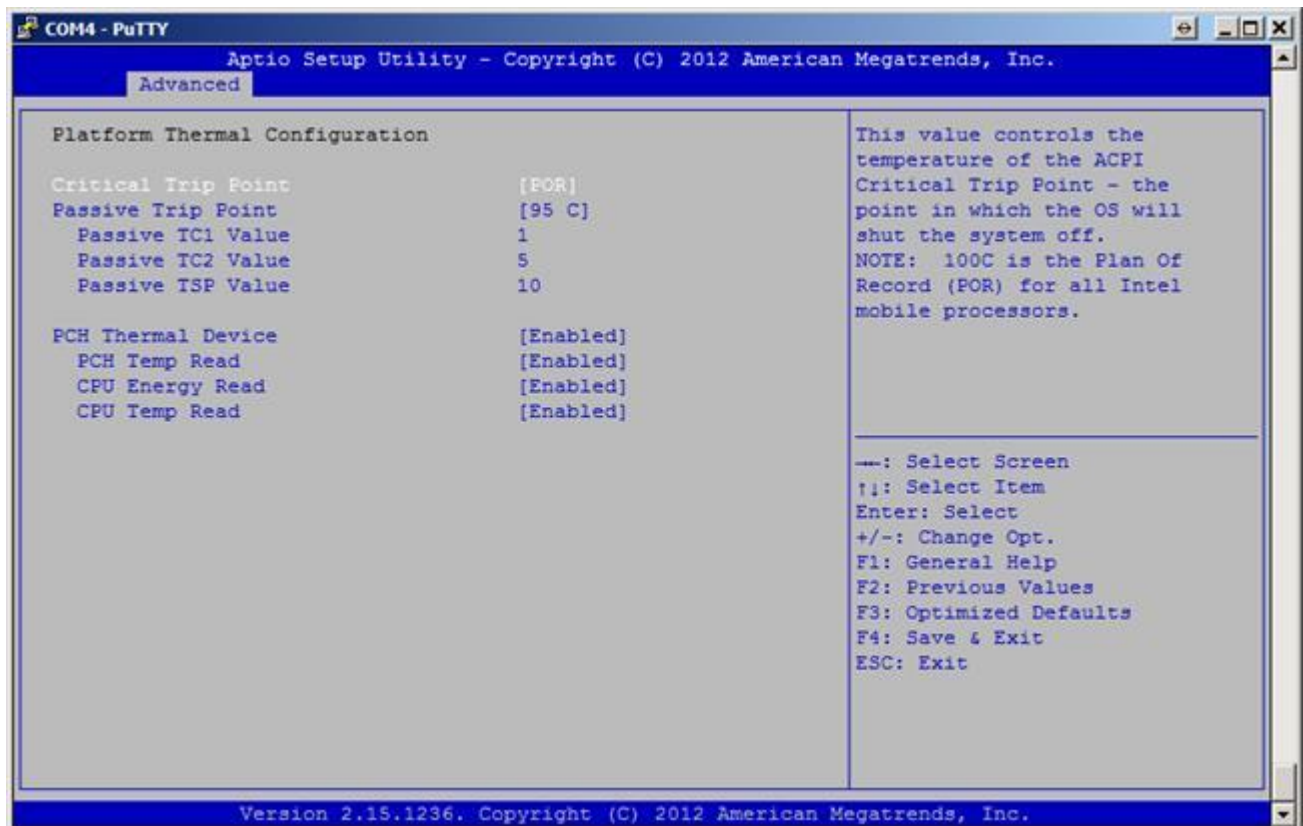 COM4 - PuTTY
Aptio Setup Utility - Copyright (C) 2012 American Megatrends, Inc.
Advanced
Platform Thermal Configuration
Critical Trip Point [POR]
Passive Trip Point [95 C]
Passive TC1 Value 1
Passive TC2 Value 5
Passive TSP Value 10
PCH Thermal Device [Enabled]
PCH Temp Read [Enabled]
CPU Energy Read [Enabled]
CPU Temp Read [Enabled]
This value controls the
temperature of the ACPI
Critical Trip Point - the
point in which the OS will
shut the system off.
NOTE: 100C is the Plan Of
Record (POR) for all Intel
mobile processors.
→←: Select Screen
↑↓: Select Item
Enter: Select
+/-: Change Opt.
F1: General Help
F2: Previous Values
F3: Optimized Defaults
F4: Save & Exit
ESC: Exit
Version 2.15.1236. Copyright (C) 2012 American Megatrends, Inc.